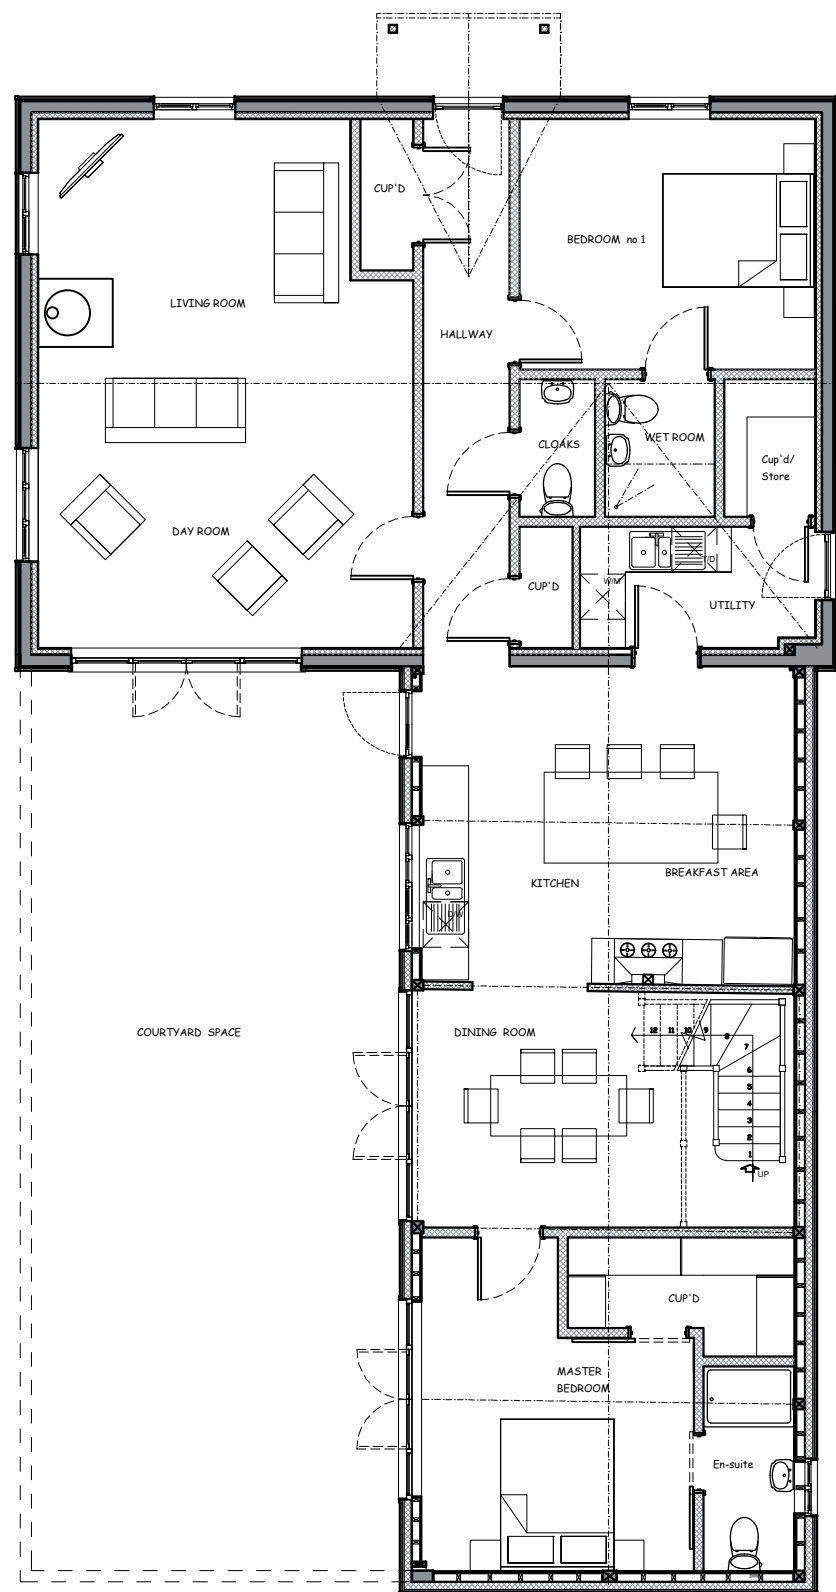 CUP'D
BEDROOM no 1
LIVING ROOM
HALLWAY
CLOAKS
WET ROOM
Cup'd/
Store
DAY ROOM
T/D
CUP'D
W/M
UTILITY
KITCHEN
BREAKFAST AREA
D/W
COURTYARD SPACE
DINING ROOM
12 11 10 9
8
7
6
5
4
3
2
1
UP
CUP'D
MASTER
BEDROOM
En-suite